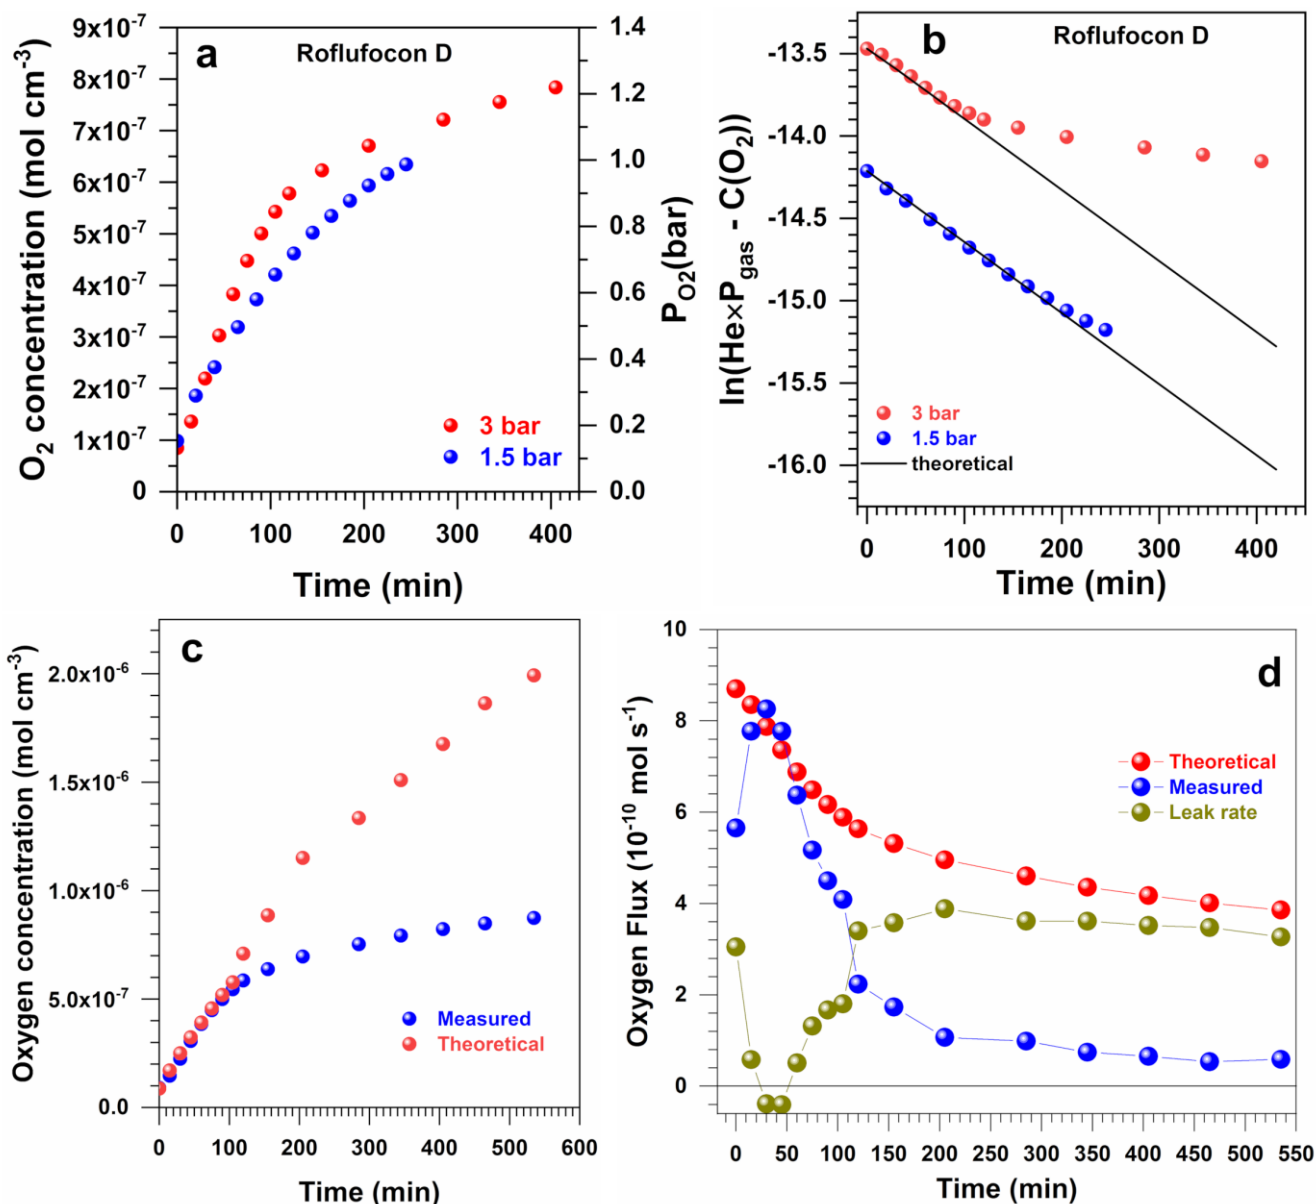 a
Roflufocon D
O₂ concentration (mol cm⁻³)
9x10⁻⁷
8x10⁻⁷
7x10⁻⁷
6x10⁻⁷
5x10⁻⁷
4x10⁻⁷
3x10⁻⁷
2x10⁻⁷
1x10⁻⁷
0
1.4
1.2
1.0
0.8
0.6
0.4
0.2
0.0
P_O2(bar)
3 bar
1.5 bar
0 100 200 300 400
Time (min)
b
Roflufocon D
ln(He×P_gas - C(O₂))
-13.5
-14.0
-14.5
-15.0
-15.5
-16.0
3 bar
1.5 bar
theoretical
0 100 200 300 400
Time (min)
c
Oxygen concentration (mol cm⁻³)
2.0x10⁻⁶
1.5x10⁻⁶
1.0x10⁻⁶
5.0x10⁻⁷
0.0
Measured
Theoretical
0 100 200 300 400 500 600
Time (min)
d
Oxygen Flux (10⁻¹⁰ mol s⁻¹)
10
8
6
4
2
0
Theoretical
Measured
Leak rate
0 50 100 150 200 250 300 350 400 450 500 550
Time (min)